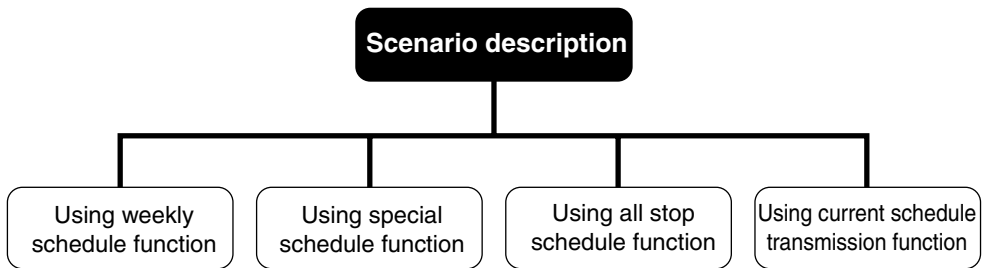 Scenario description
Using weekly
schedule function
Using special
schedule function
Using all stop
schedule function
Using current schedule
transmission function